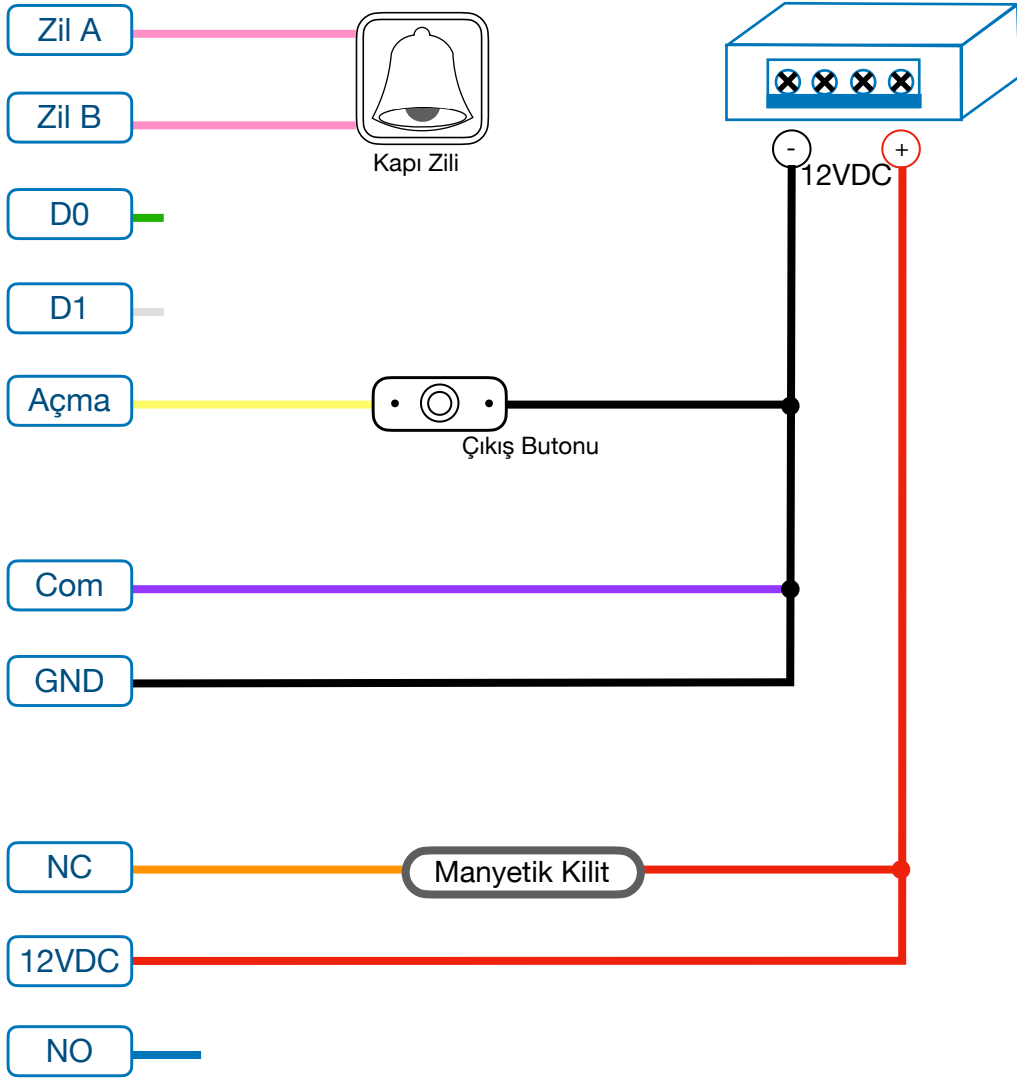 Zil A
Zil B
Kapı Zili
-
+
12VDC
D0
D1
Açma
Çıkış Butonu
Com
GND
NC
Manyetik Kilit
12VDC
NO